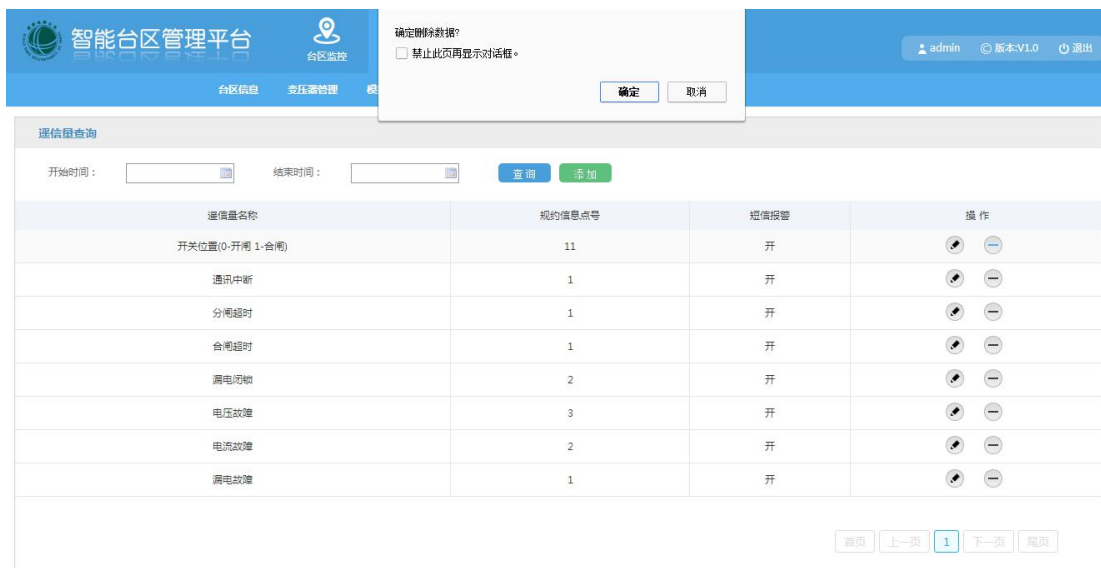 智能台区管理平台
台区监控
确定删除数据?
禁止此页再显示对话框。
确定 取消
admin ©版本:V1.0 退出
台区信息 变压器管理 模
遥信量查询
开始时间: 结束时间: 查询 添加
遥信量名称 规约信息点号 短信报警 操作
开关位置(0-开闸 1-合闸) 11 开
通讯中断 1 开
分闸超时 1 开
合闸超时 1 开
漏电闭锁 2 开
电压故障 3 开
电流故障 2 开
漏电故障 1 开
首页 上一页 1 下一页 尾页